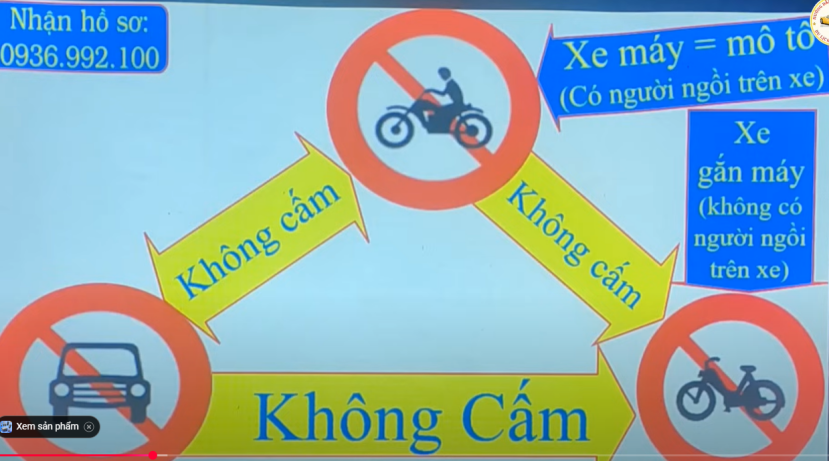 Nhận hồ sơ:
0936.992.100
Xe máy = mô tô
(Có người ngồi trên xe)
Xe
gắn máy
(không có
người ngồi
trên xe)
Không cấm
Không cấm
Không Cấm
Xem sản phẩm